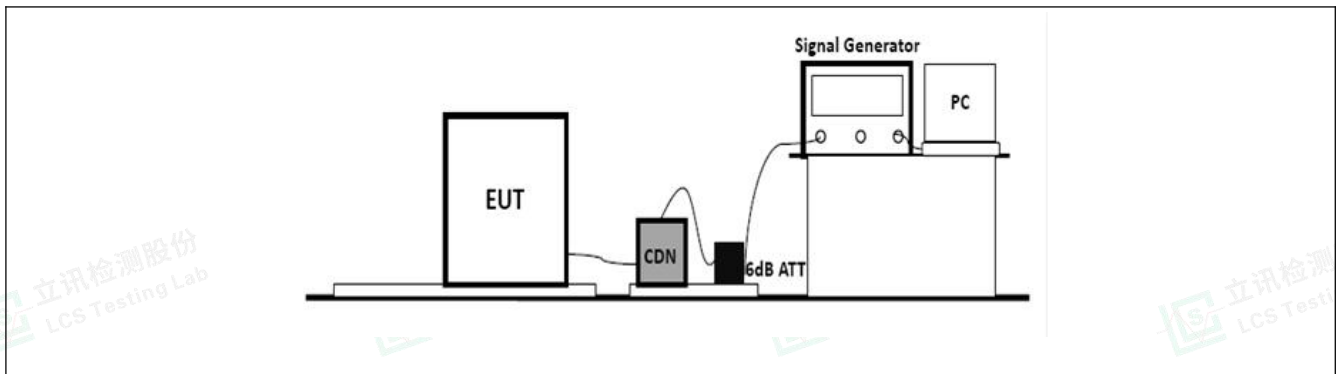 Signal Generator
PC
EUT
CDN
6dB ATT
立讯检测股份
LCS Testing Lab
立讯检测
LCS Testi